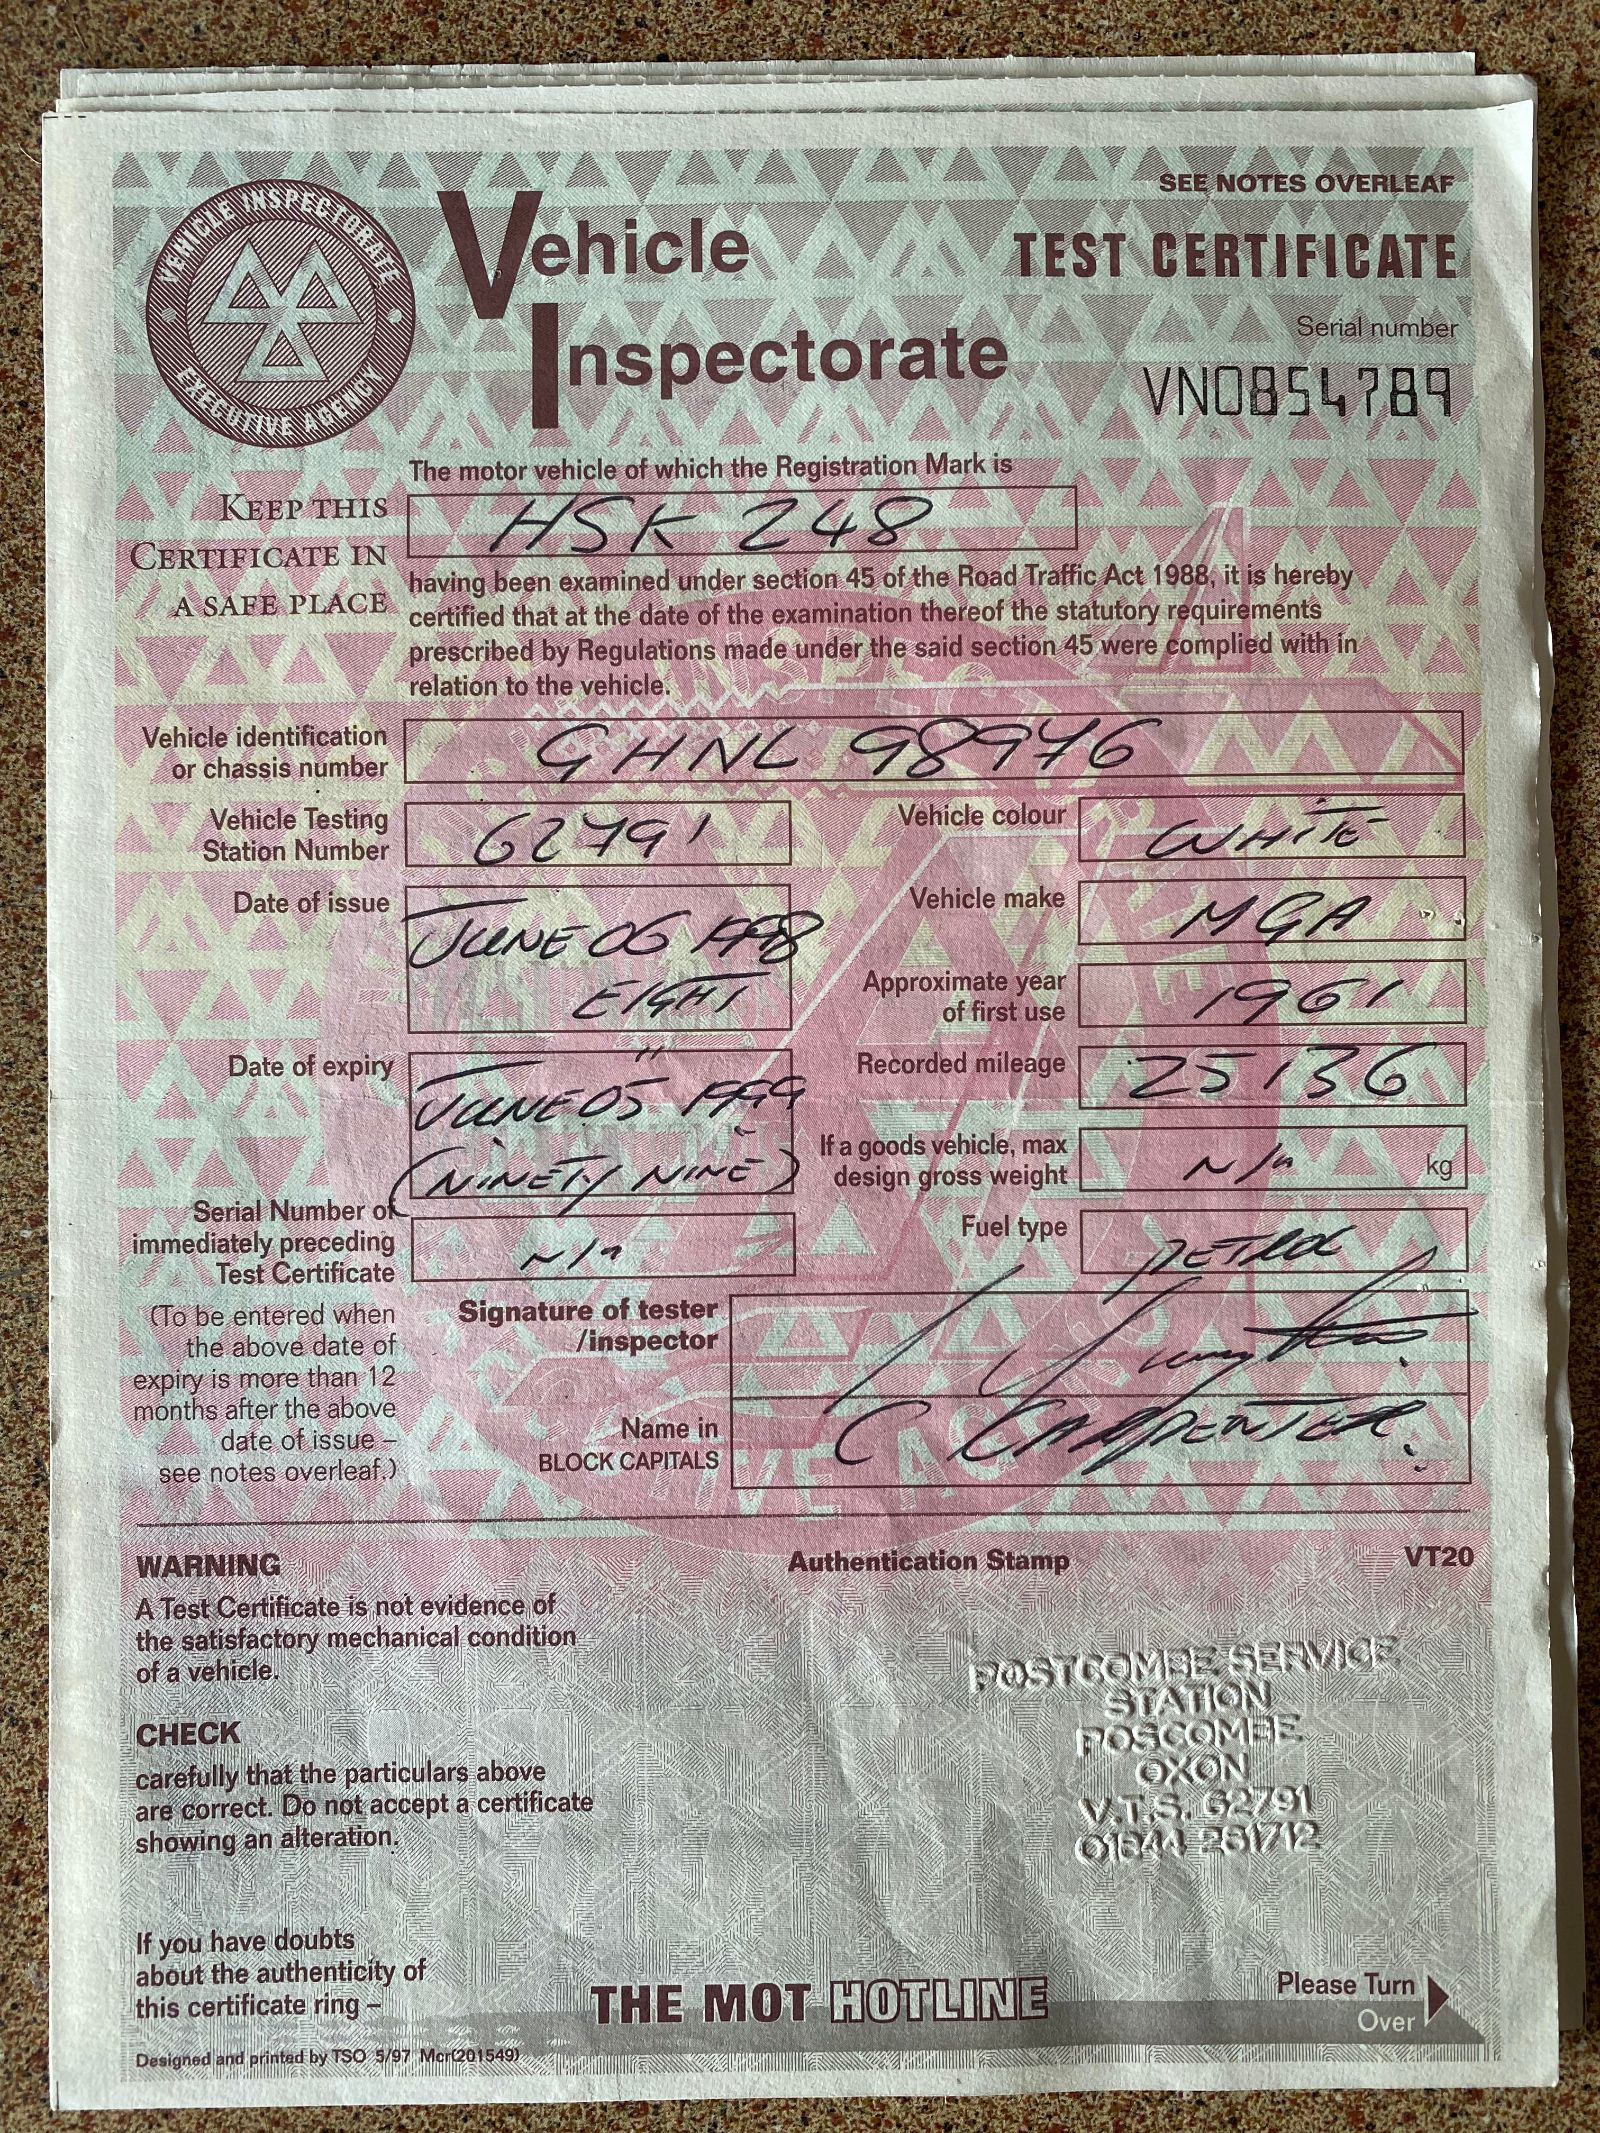 SEE NOTES OVERLEAF
VEHICLE INSPECTORATE
EXECUTIVE AGENCY
Vehicle
Inspectorate
TEST CERTIFICATE
Serial number
VN0854789
The motor vehicle of which the Registration Mark is
HSK 248
KEEP THIS
CERTIFICATE IN
A SAFE PLACE
having been examined under section 45 of the Road Traffic Act 1988, it is hereby
certified that at the date of the examination thereof the statutory requirements
prescribed by Regulations made under the said section 45 were complied with in
relation to the vehicle.
Vehicle identification
or chassis number
GHNL 98976
Vehicle Testing
Station Number
62791
Vehicle colour
WHITE
Date of issue
JUNE 06 1998
EIGHT
Vehicle make
MGA
Approximate year
of first use
1961
Date of expiry
JUNE 05 1999
(NINETY NINE)
Recorded mileage
25136
If a goods vehicle, max
design gross weight
N/A
kg
Serial Number of
immediately preceding
Test Certificate
N/A
Fuel type
PETROL
(To be entered when
the above date of
expiry is more than 12
months after the above
date of issue –
see notes overleaf.)
Signature of tester
/inspector
Name in
BLOCK CAPITALS
C CARPENTER.
WARNING
A Test Certificate is not evidence of
the satisfactory mechanical condition
of a vehicle.
Authentication Stamp
VT20
POSTCOMBE SERVICE
STATION
POSCOMBE
OXON
V.T.S. 62791
01844 281712
CHECK
carefully that the particulars above
are correct. Do not accept a certificate
showing an alteration.
If you have doubts
about the authenticity of
this certificate ring –
THE MOT HOTLINE
Please Turn
Over
Designed and printed by TSO 5/97 Mcr(201549)